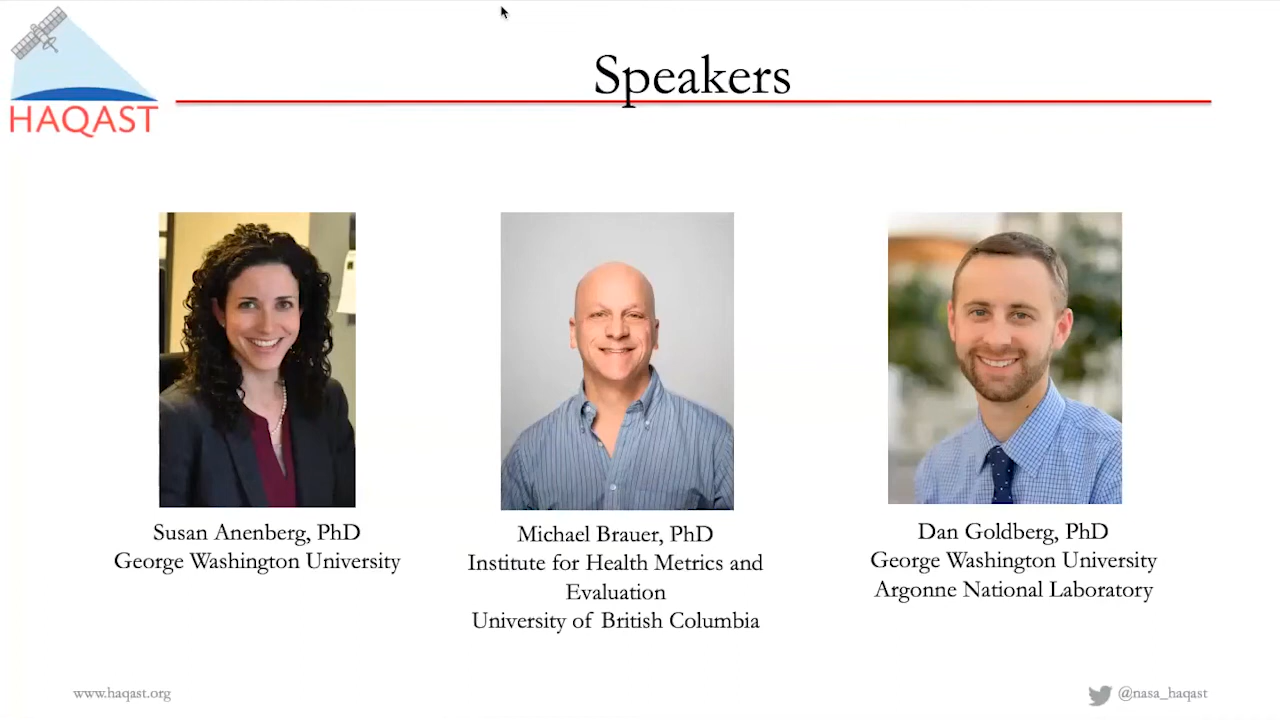 HAQAST
Speakers
Susan Anenberg, PhD
George Washington University
Michael Brauer, PhD
Institute for Health Metrics and
Evaluation
University of British Columbia
Dan Goldberg, PhD
George Washington University
Argonne National Laboratory
www.haqast.org
@nasa_haqast